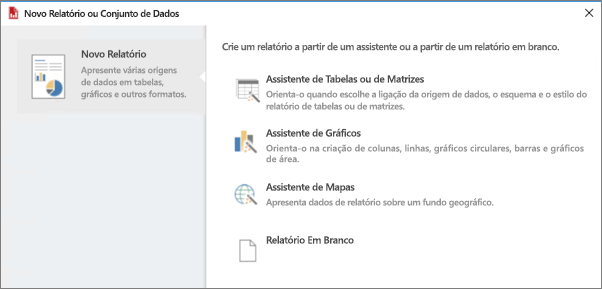 Novo Relatório ou Conjunto de Dados
Novo Relatório
Apresente várias origens
de dados em tabelas,
gráficos e outros formatos.
Crie um relatório a partir de um assistente ou a partir de um relatório em branco.
Assistente de Tabelas ou de Matrizes
Orienta-o quando escolhe a ligação da origem de dados, o esquema e o estilo do
relatório de tabelas ou de matrizes.
Assistente de Gráficos
Orienta-o na criação de colunas, linhas, gráficos circulares, barras e gráficos
de área.
Assistente de Mapas
Apresenta dados de relatório sobre um fundo geográfico.
Relatório Em Branco